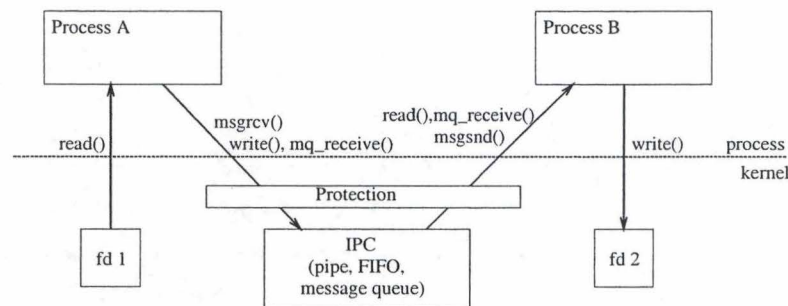 Process A
Process B
msgrcv()
read(),mq_receive()
read()
write(), mq_receive()
msgsnd()
write()
process
kernel
Protection
fd 1
IPC
(pipe, FIFO,
message queue)
fd 2